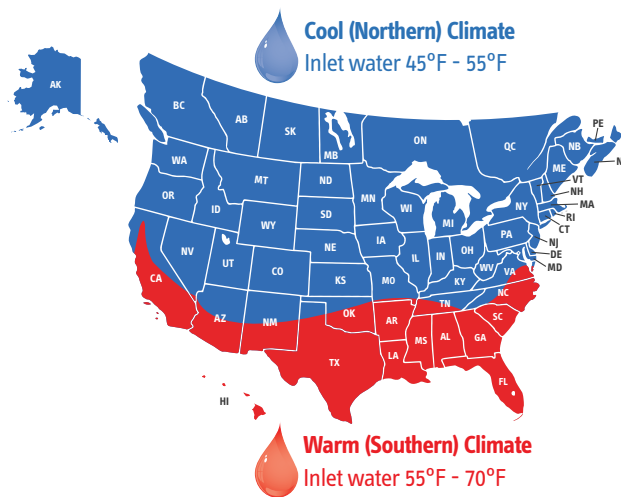 Cool (Northern) Climate
Inlet water 45°F - 55°F
AK
BC
AB
SK
MB
ON
QC
PE
NB
N
ME
VT
NH
MA
RI
CT
NJ
DE
MD
WA
MT
ND
MN
OR
ID
SD
WI
MI
NY
WY
IA
PA
NV
UT
NE
IL
IN
OH
CO
KS
MO
KY
WV
VA
CA
AZ
NM
OK
AR
TN
NC
SC
TX
LA
MS
AL
GA
FL
HI
Warm (Southern) Climate
Inlet water 55°F - 70°F